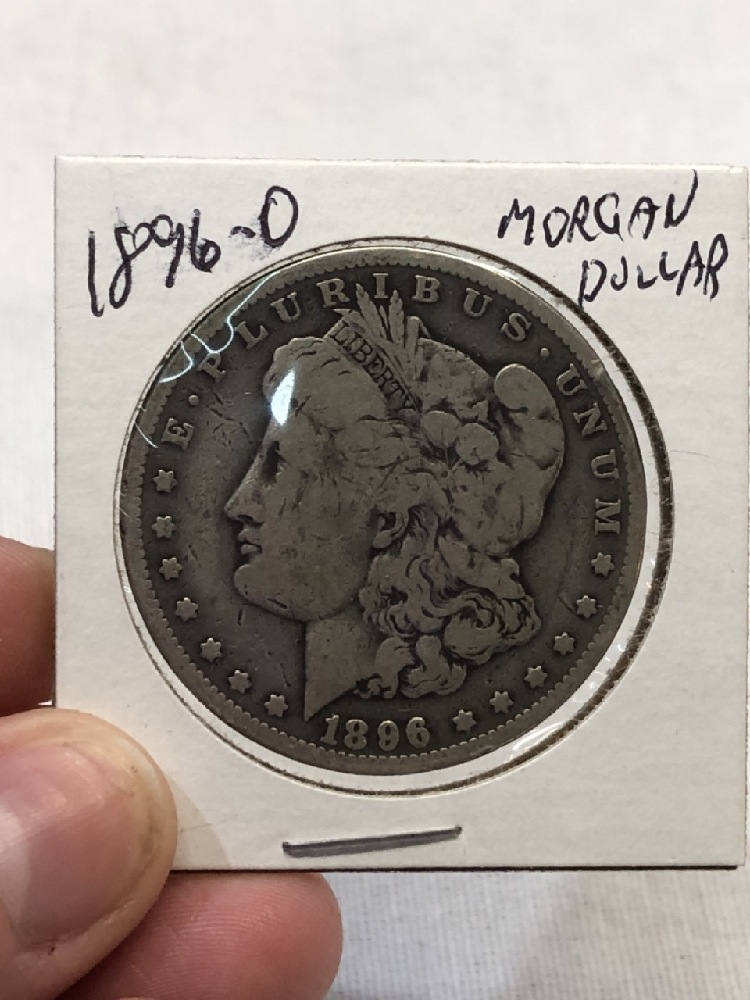 1896-O
MORGAN
DOLLAR
E·PLURIBUS·UNUM
LIBERTY
1896